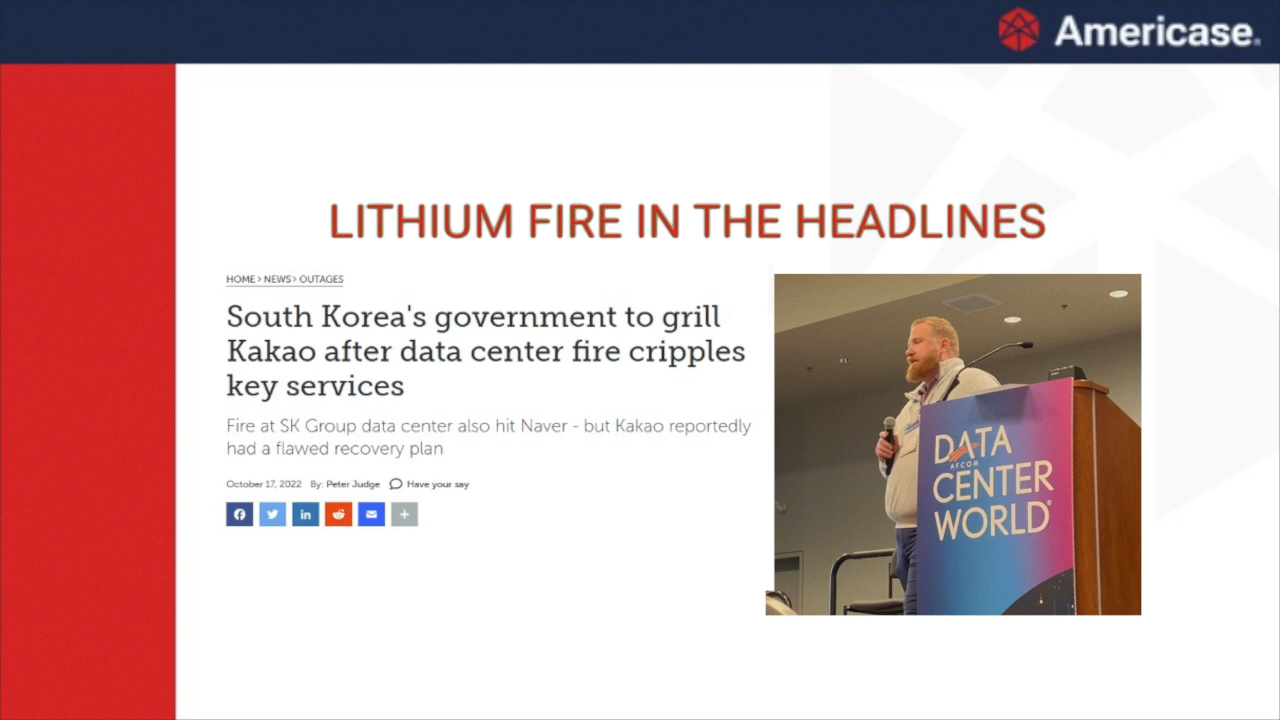 Americase®
LITHIUM FIRE IN THE HEADLINES
HOME > NEWS > OUTAGES
South Korea's government to grill
Kakao after data center fire cripples
key services
Fire at SK Group data center also hit Naver - but Kakao reportedly
had a flawed recovery plan
October 17, 2022 By: Peter Judge Have your say
DATA
AFCOM
CENTER
WORLD®